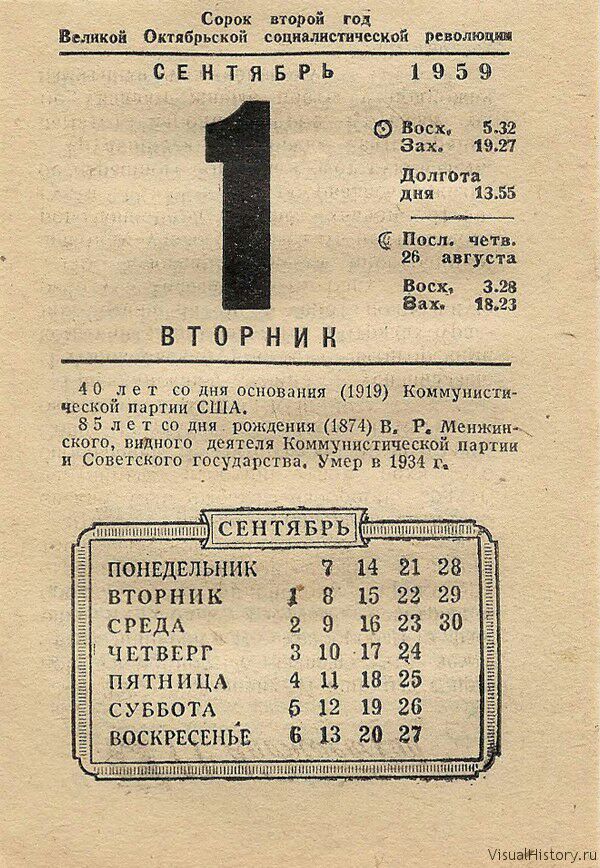 Сорок второй год
Великой Октябрьской социалистической революции
СЕНТЯБРЬ 1959
1
Восх. 5.32
Зах. 19.27
Долгота
дня 13.55
Посл. четв.
26 августа
Восх. 3.28
Зах. 18.23
ВТОРНИК
40 лет со дня основания (1919) Коммунисти-
ческой партии США.
85 лет со дня рождения (1874) В. Р. Менжин-
ского, видного деятеля Коммунистической партии
и Советского государства. Умер в 1934 г.
СЕНТЯБРЬ
ПОНЕДЕЛЬНИК 7 14 21 28
ВТОРНИК 1 8 15 22 29
СРЕДА 2 9 16 23 30
ЧЕТВЕРГ 3 10 17 24
ПЯТНИЦА 4 11 18 25
СУББОТА 5 12 19 26
ВОСКРЕСЕНЬЕ 6 13 20 27
VisualHistory.ru